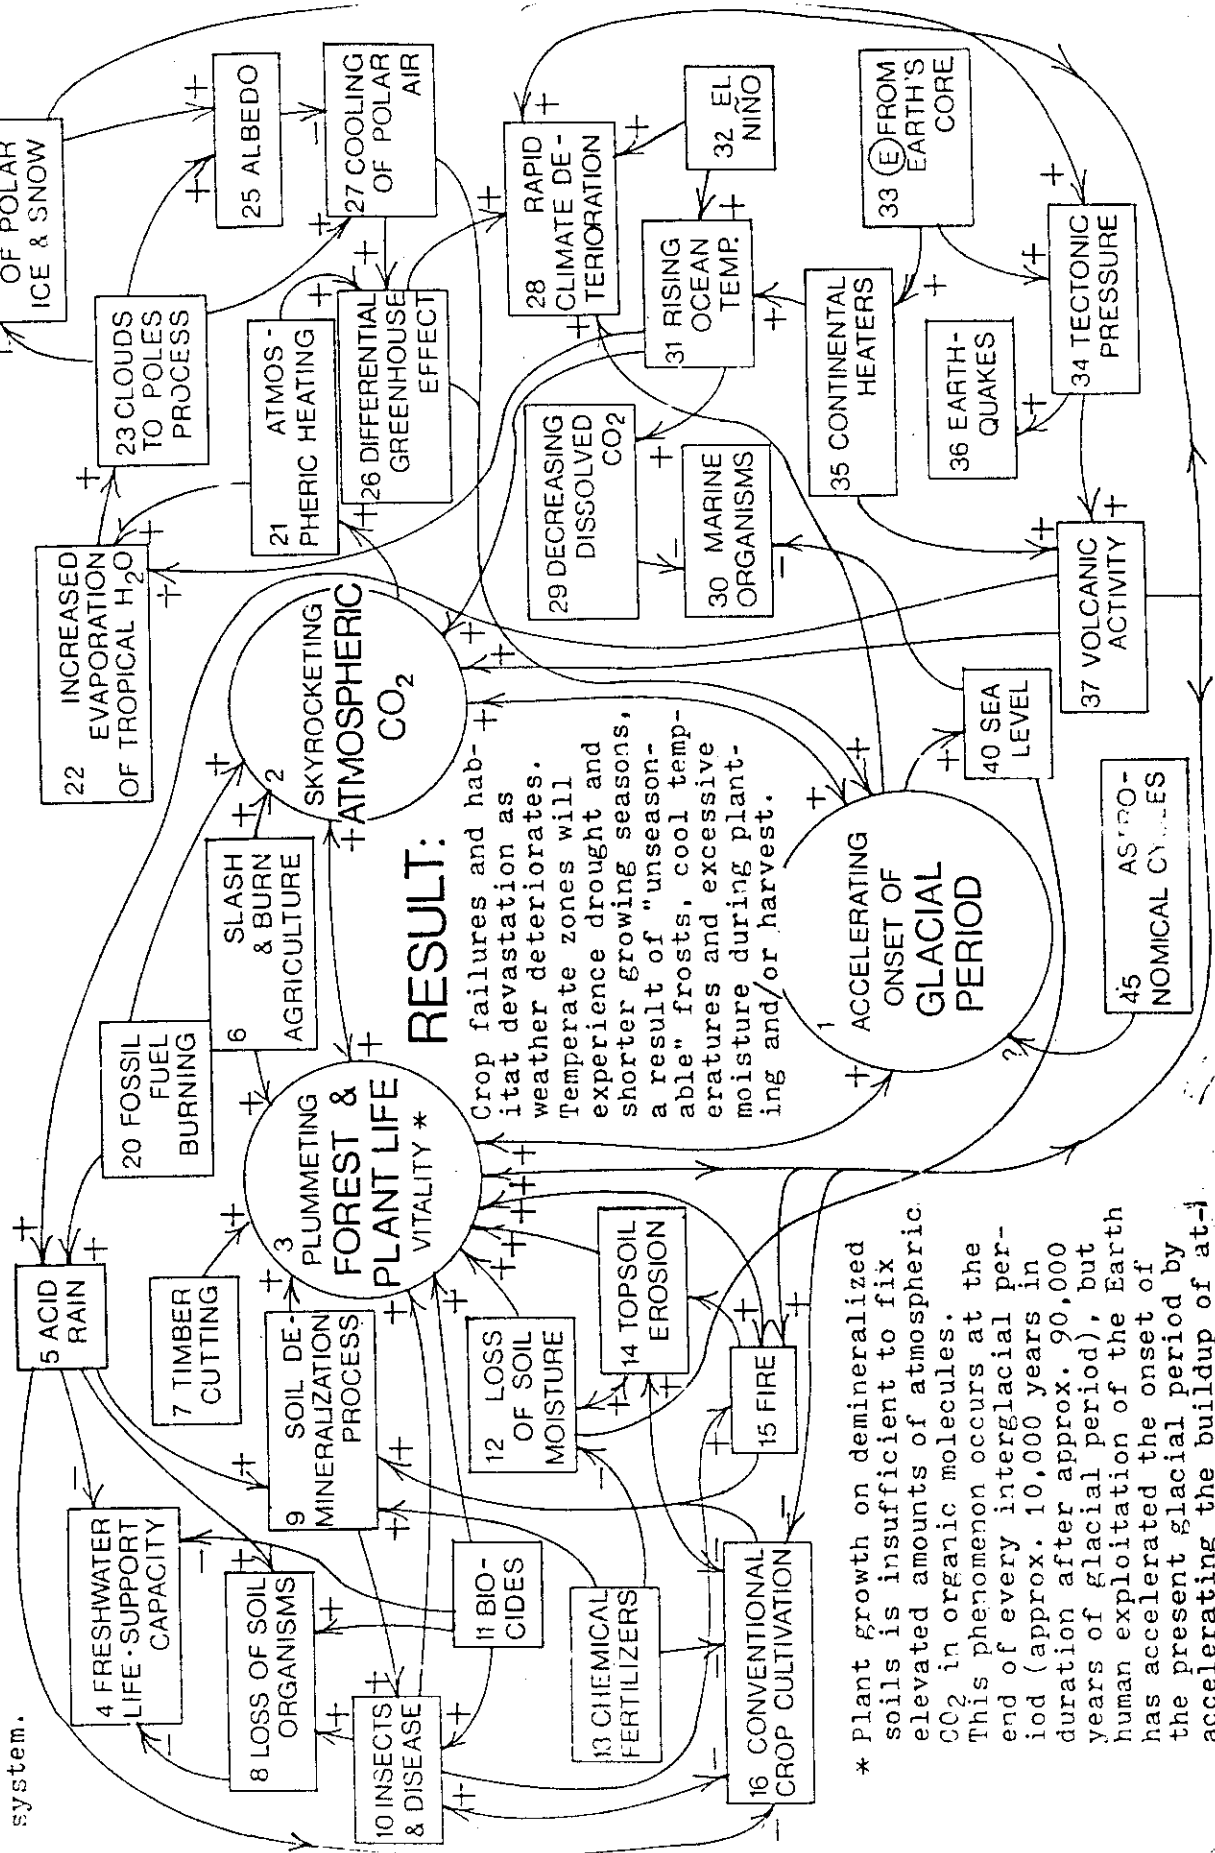 system.
5 ACID
RAIN
4 FRESHWATER
LIFE-SUPPORT
CAPACITY
8 LOSS OF SOIL
ORGANISMS
10 INSECTS
& DISEASE
7 TIMBER
CUTTING
9 SOIL DE-
MINERALIZATION
PROCESS
11 BIO-
CIDES
12 LOSS
OF SOIL
MOISTURE
13 CHEMICAL
FERTILIZERS
14 TOPSOIL
EROSION
15 FIRE
16 CONVENTIONAL
CROP CULTIVATION
20 FOSSIL
FUEL
BURNING
6 SLASH
& BURN
AGRICULTURE
3
PLUMMETING
FOREST &
PLANT LIFE
VITALITY *
2
SKYROCKETING
ATMOSPHERIC
CO2
22 INCREASED
EVAPORATION
OF TROPICAL H2O
23 CLOUDS
TO POLES
PROCESS
OF POLAR
ICE & SNOW
25 ALBEDO
27 COOLING
OF POLAR
AIR
21 ATMOS-
PHERIC HEATING
26 DIFFERENTIAL
GREENHOUSE
EFFECT
28 RAPID
CLIMATE DE-
TERIORATION
32 EL
NIÑO
31 RISING
OCEAN
TEMP.
29 DECREASING
DISSOLVED
CO2
30 MARINE
ORGANISMS
33 E FROM
EARTH'S
CORE
35 CONTINENTAL
HEATERS
36 EARTH-
QUAKES
34 TECTONIC
PRESSURE
37 VOLCANIC
ACTIVITY
40 SEA
LEVEL
45 ASTRO-
NOMICAL CYCLES
1
ACCELERATING
ONSET OF
GLACIAL
PERIOD
?
RESULT:
Crop failures and hab-
itat devastation as
weather deteriorates.
Temperate zones will
experience drought and
shorter growing seasons,
a result of "unseason-
able" frosts, cool temp-
eratures and excessive
moisture during plant-
ing and/or harvest.
* Plant growth on demineralized
soils is insufficient to fix
elevated amounts of atmospheric
CO2 in organic molecules.
This phenomenon occurs at the
end of every interglacial per-
iod (approx. 10,000 years in
duration after approx. 90,000
years of glacial period), but
human exploitation of the Earth
has accelerated the onset of
the present glacial period by
accelerating the buildup of at-